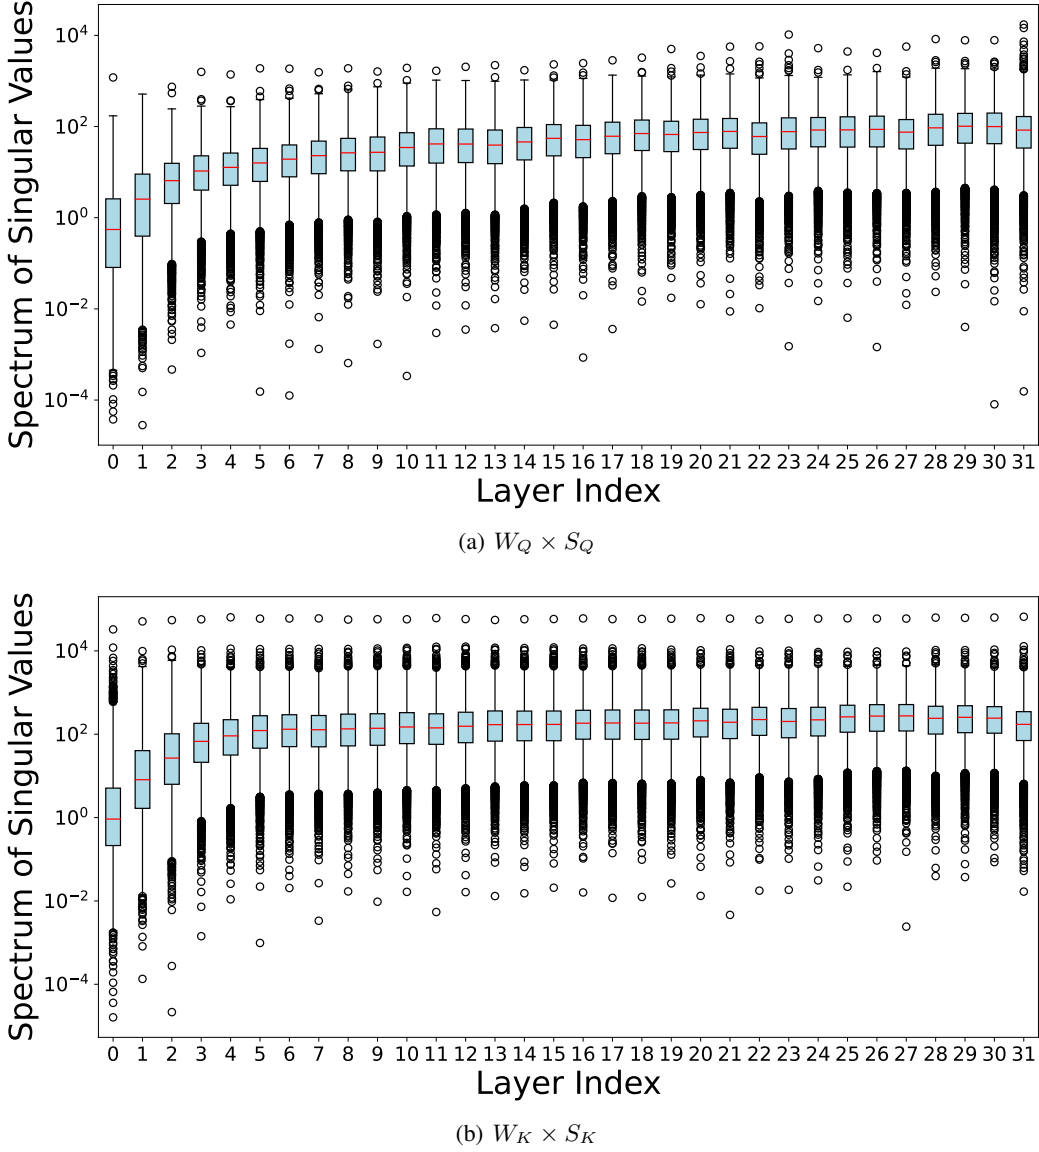 Spectrum of Singular Values
10^4
10^2
10^0
10^-2
10^-4
0 1 2 3 4 5 6 7 8 9 10 11 12 13 14 15 16 17 18 19 20 21 22 23 24 25 26 27 28 29 30 31
Layer Index
(a) W_Q × S_Q
Spectrum of Singular Values
10^4
10^2
10^0
10^-2
10^-4
0 1 2 3 4 5 6 7 8 9 10 11 12 13 14 15 16 17 18 19 20 21 22 23 24 25 26 27 28 29 30 31
Layer Index
(b) W_K × S_K